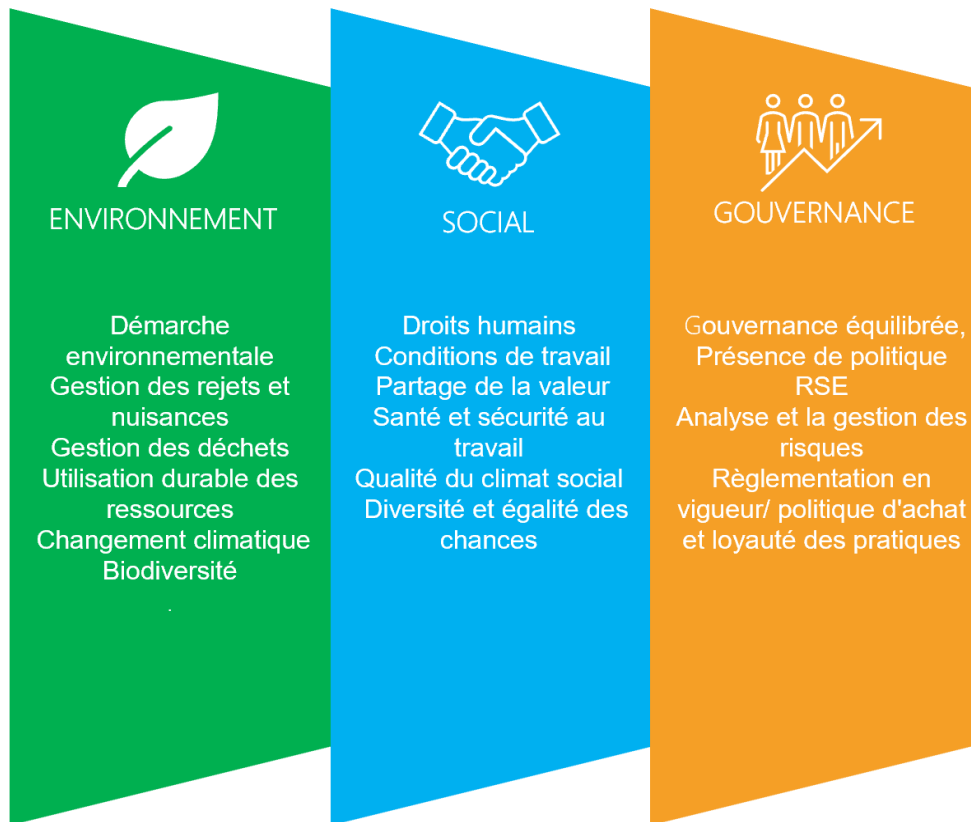 ENVIRONNEMENT
Démarche
environnementale
Gestion des rejets et
nuisances
Gestion des déchets
Utilisation durable des
ressources
Changement climatique
Biodiversité
.
SOCIAL
Droits humains
Conditions de travail
Partage de la valeur
Santé et sécurité au
travail
Qualité du climat social
Diversité et égalité des
chances
GOUVERNANCE
Gouvernance équilibrée,
Présence de politique
RSE
Analyse et la gestion des
risques
Règlementation en
vigueur/ politique d'achat
et loyauté des pratiques